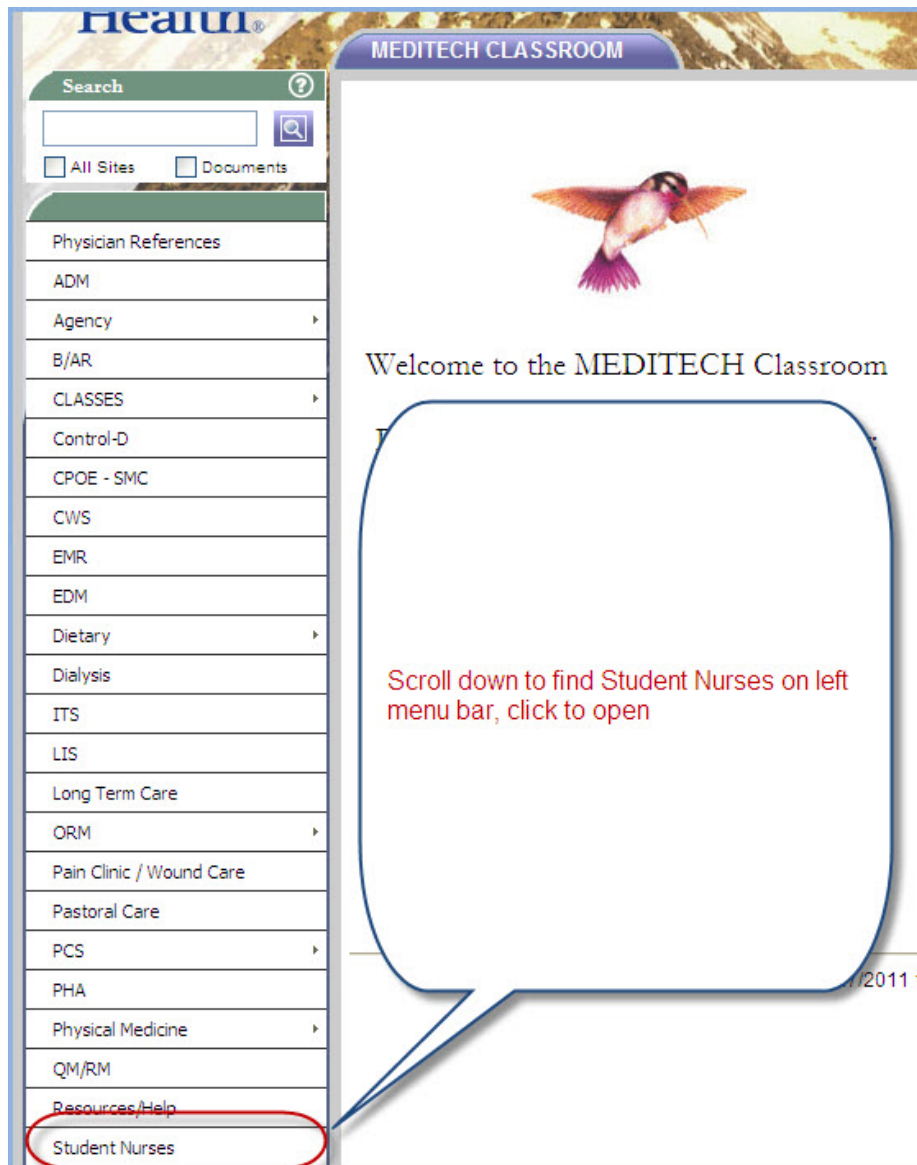 Health®
MEDITECH CLASSROOM
Search
All Sites
Documents
Physician References
ADM
Agency
B/AR
CLASSES
Control-D
CPOE - SMC
CWS
EMR
EDM
Dietary
Dialysis
ITS
LIS
Long Term Care
ORM
Pain Clinic / Wound Care
Pastoral Care
PCS
PHA
Physical Medicine
QM/RM
Resources/Help
Student Nurses
Welcome to the MEDITECH Classroom
Scroll down to find Student Nurses on left
menu bar, click to open
/2011